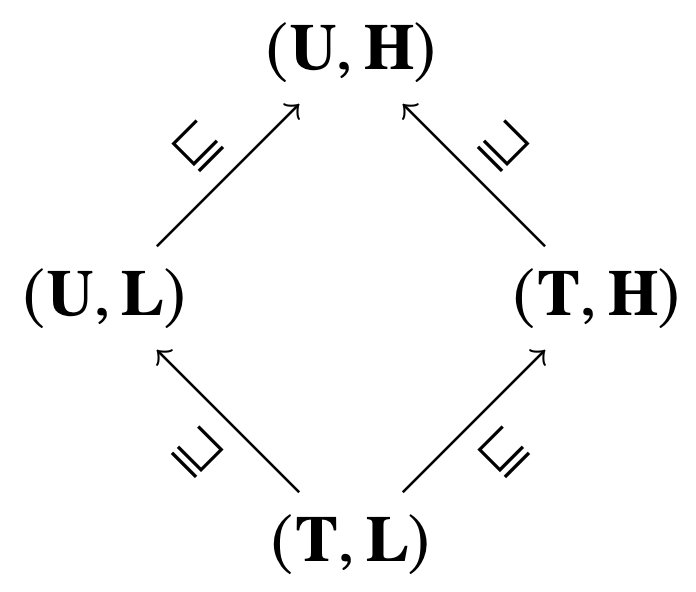 (U, H)
⊑ ⊒
(U, L) (T, H)
⊒ ⊑
(T, L)